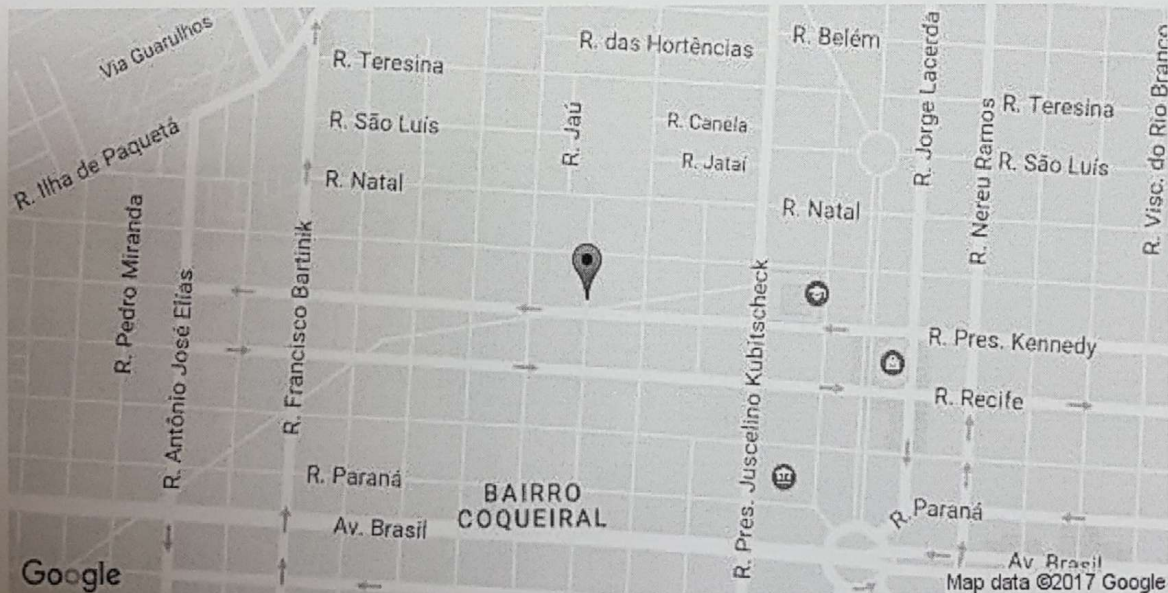 Via Guarulhos
R. Teresina
R. das Hortências
R. Belém
R. Jorge Lacerda
R. Nereu Ramos
R. Teresina
R. Visc. do Rio Branco
R. Ilha de Paquetá
R. São Luís
R. Jaú
R. Canela
R. Jataí
R. São Luís
R. Natal
R. Natal
R. Pedro Miranda
R. Antônio José Elias
R. Francisco Bartinik
R. Pres. Juscelino Kubitscheck
R. Pres. Kennedy
R. Recife
R. Paraná
BAIRRO
COQUEIRAL
R. Paraná
Av. Brasil
Av. Brasil
Google
Map data ©2017 Google